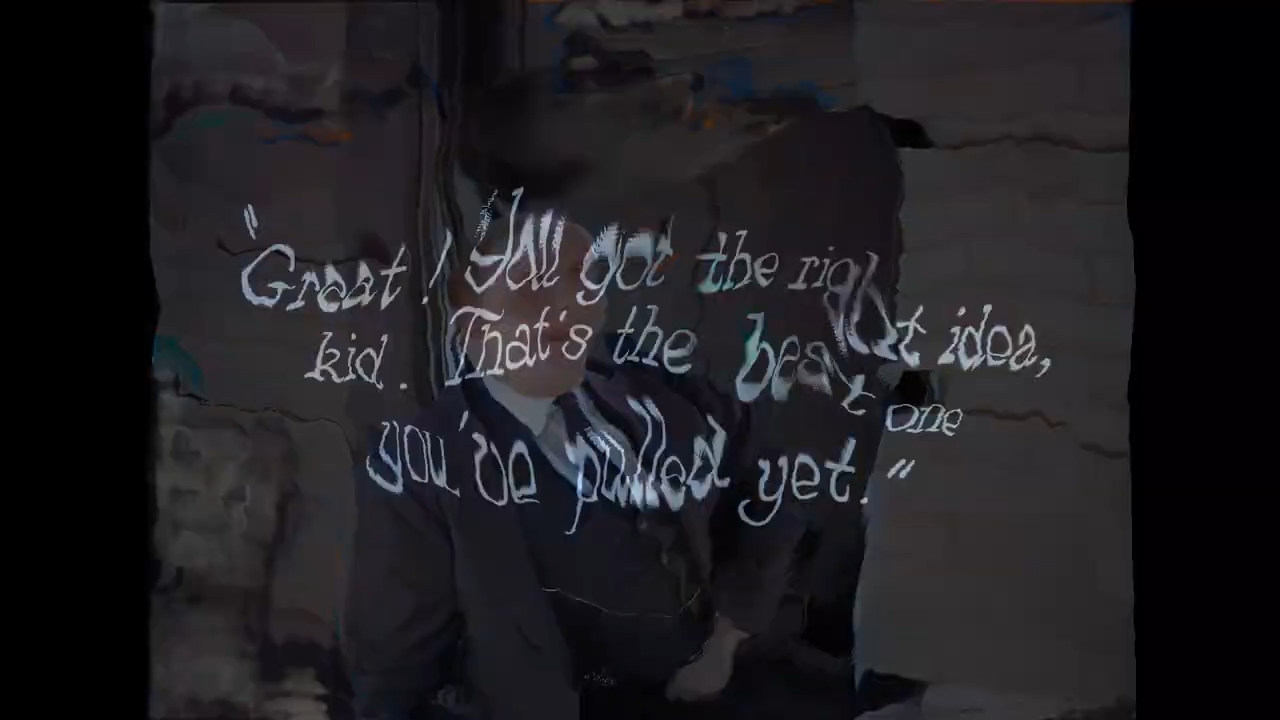 "Great! You got the right idea,
kid. That's the best one
you've pulled yet."